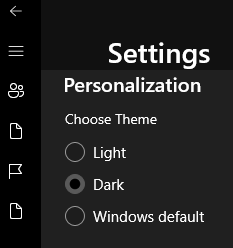 Settings
Personalization
Choose Theme
Light
Dark
Windows default